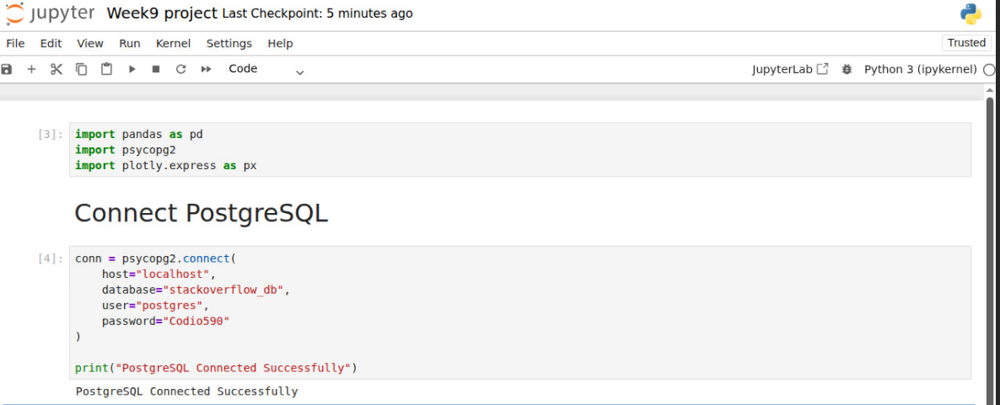 jupyter Week9 project Last Checkpoint: 5 minutes ago
File Edit View Run Kernel Settings Help Trusted
Code JupyterLab Python 3 (ipykernel)
[3]: import pandas as pd
import psycopg2
import plotly.express as px
Connect PostgreSQL
[4]: conn = psycopg2.connect(
    host="localhost",
    database="stackoverflow_db",
    user="postgres",
    password="Codio590"
)
print("PostgreSQL Connected Successfully")
PostgreSQL Connected Successfully